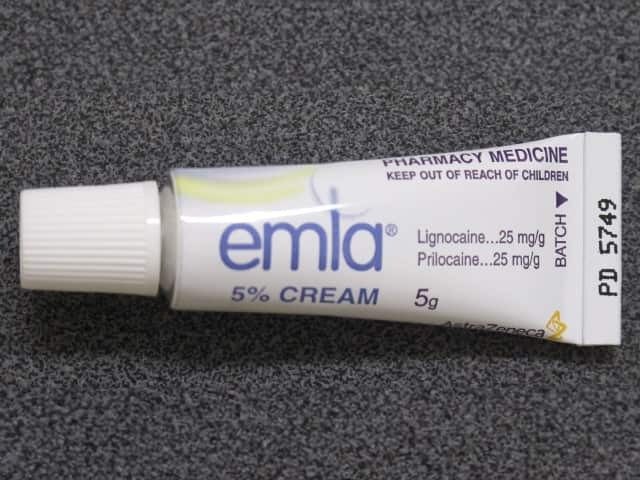 PHARMACY MEDICINE
KEEP OUT OF REACH OF CHILDREN
emla®
Lignocaine...25 mg/g
Prilocaine...25 mg/g
5% CREAM
5g
AstraZeneca
BATCH
PD 5749